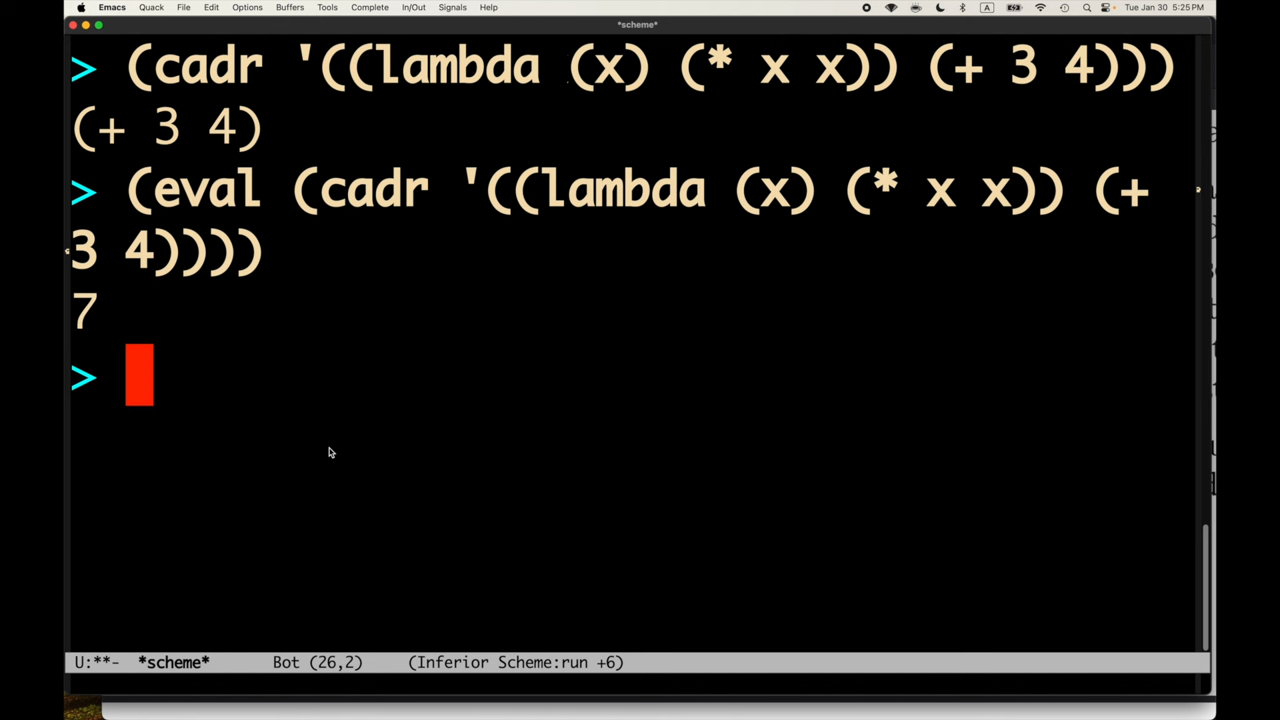 Emacs Quack File Edit Options Buffers Tools Complete In/Out Signals Help A Tue Jan 30 5:25 PM
*scheme*
> (cadr '((lambda (x) (* x x)) (+ 3 4)))
(+ 3 4)
> (eval (cadr '((lambda (x) (* x x)) (+
3 4))))
7
>
U:**- *scheme* Bot (26,2) (Inferior Scheme:run +6)